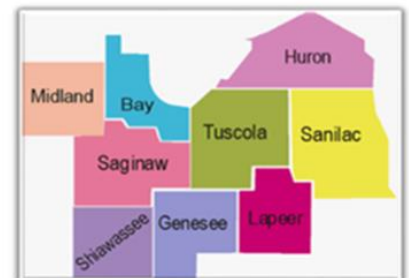 Huron
Midland
Bay
Tuscola
Sanilac
Saginaw
Shiawassee
Genesee
Lapeer